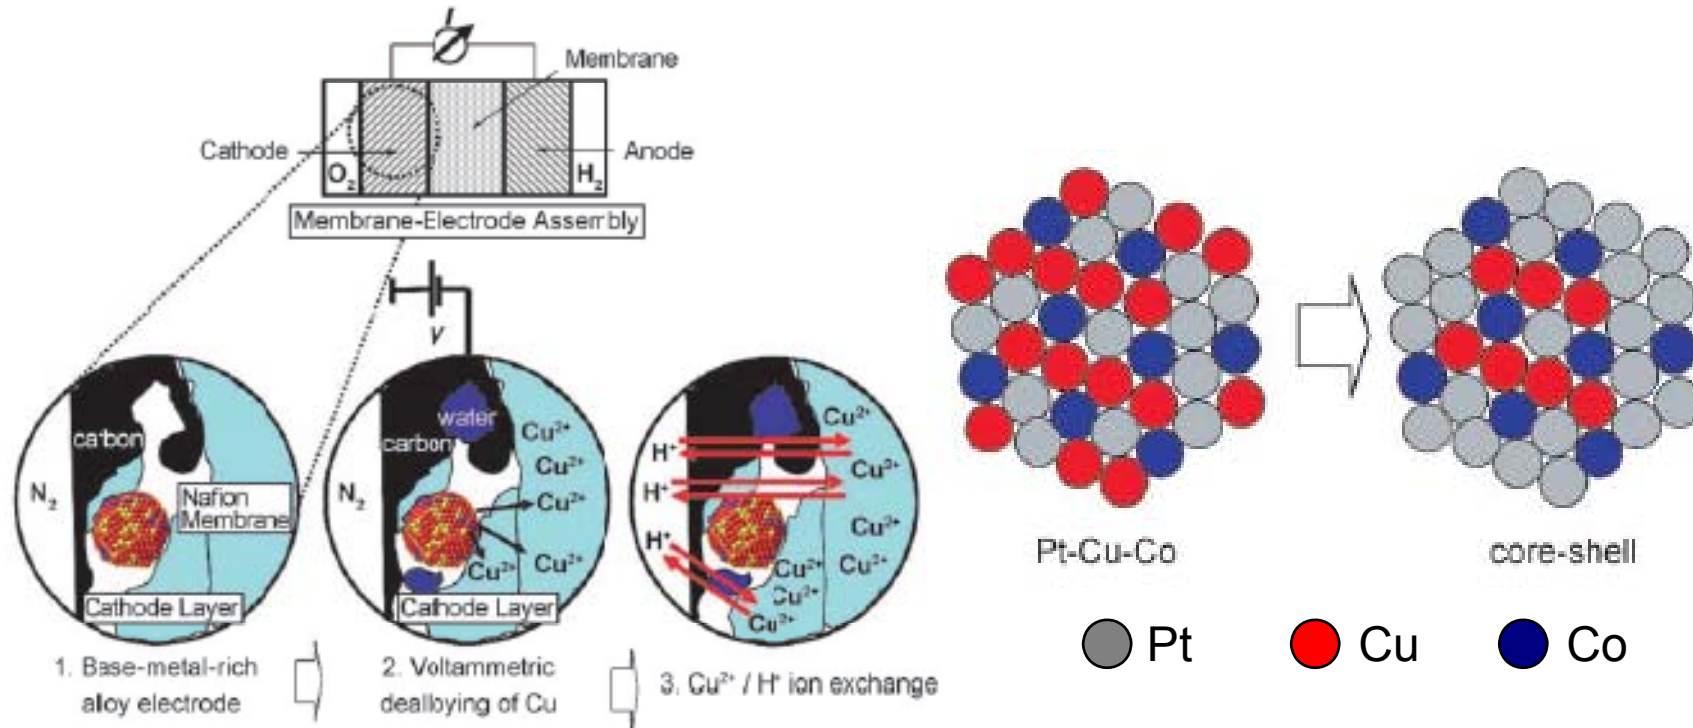 I
Membrane
Cathode
Anode
O₂
H₂
Membrane-Electrode Assembly
V
carbon
N₂
Nafion
Membrane
Cathode Layer
water
carbon
N₂
Cu²⁺
Cu²⁺
Cu²⁺
Cu²⁺
Cu²⁺
Cathode Layer
Cu²⁺
H⁺
Cu²⁺
H⁺
Cu²⁺
H⁺
Cu²⁺
Cu²⁺
Cu²⁺
Cu²⁺
1. Base-metal-rich
alloy electrode
2. Voltammetric
dealloying of Cu
3. Cu²⁺ / H⁺ ion exchange
Pt-Cu-Co
core-shell
Pt
Cu
Co